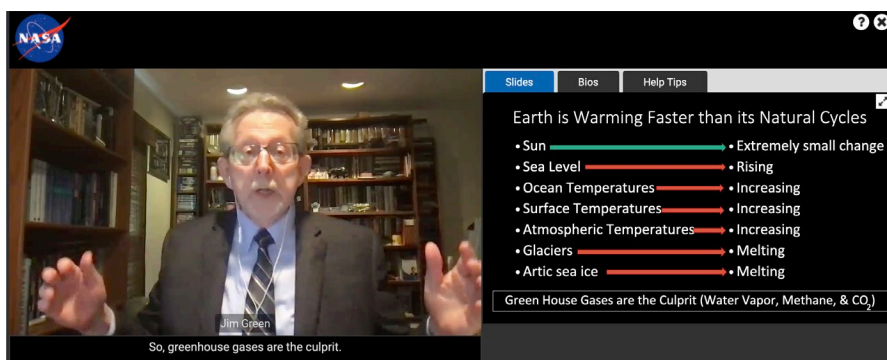 NASA
?
Slides
Bios
Help Tips
Earth is Warming Faster than its Natural Cycles
• Sun • Extremely small change
• Sea Level • Rising
• Ocean Temperatures • Increasing
• Surface Temperatures • Increasing
• Atmospheric Temperatures • Increasing
• Glaciers • Melting
• Artic sea ice • Melting
Green House Gases are the Culprit (Water Vapor, Methane, & CO₂)
Jim Green
So, greenhouse gases are the culprit.